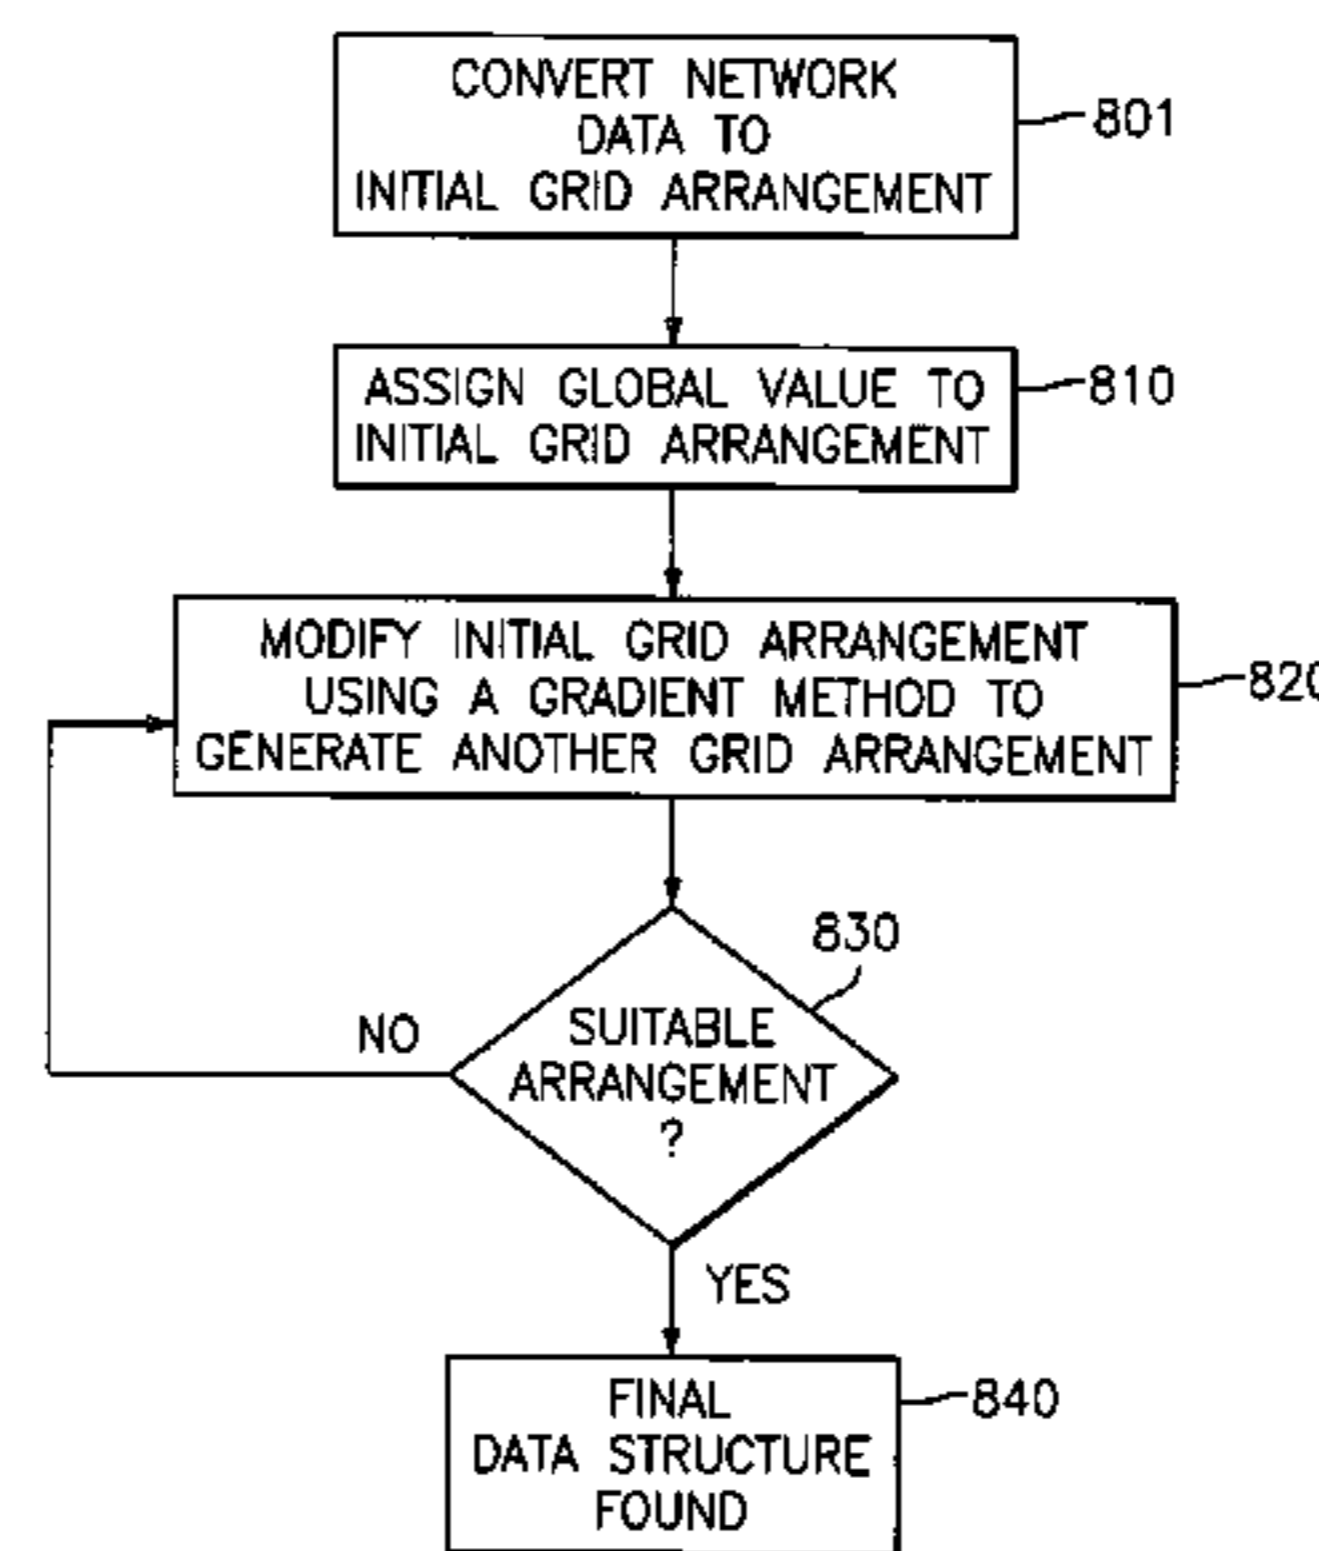 CONVERT NETWORK
DATA TO
INITIAL GRID ARRANGEMENT
801
ASSIGN GLOBAL VALUE TO
INITIAL GRID ARRANGEMENT
810
MODIFY INITIAL GRID ARRANGEMENT
USING A GRADIENT METHOD TO
GENERATE ANOTHER GRID ARRANGEMENT
820
830
NO
SUITABLE
ARRANGEMENT
?
YES
FINAL
DATA STRUCTURE
FOUND
840